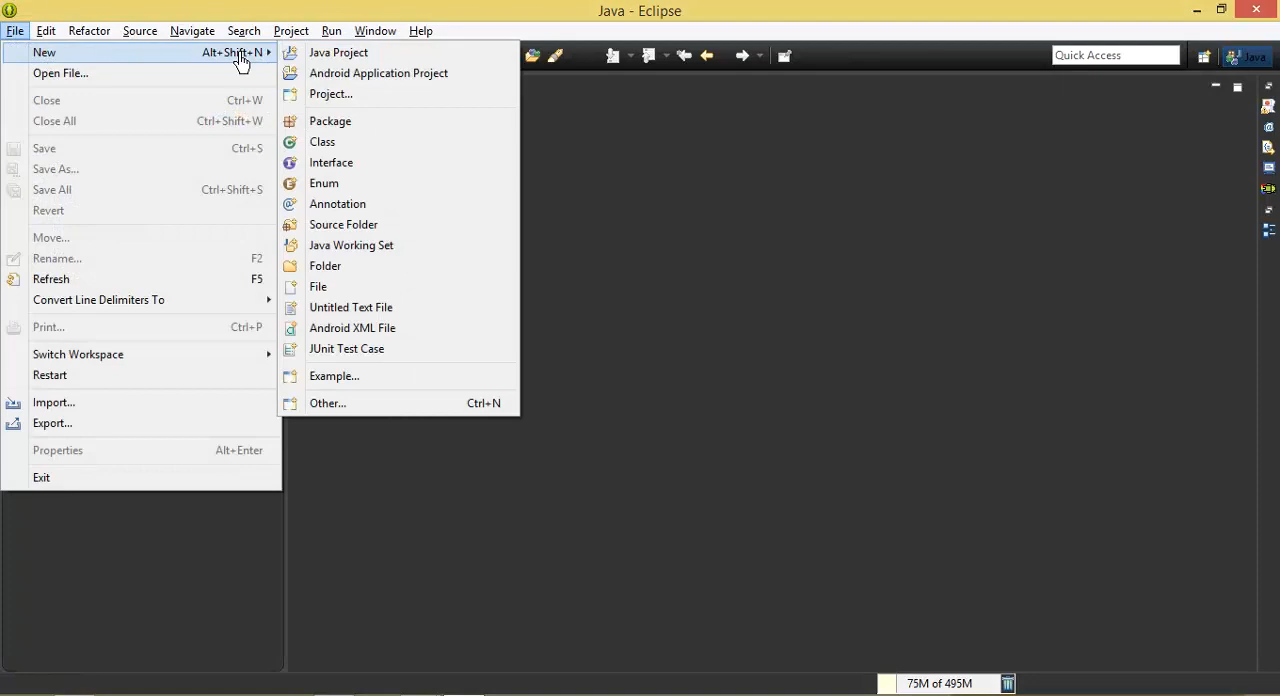 Java - Eclipse
File Edit Refactor Source Navigate Search Project Run Window Help
New Alt+Shift+N
Open File...
Close Ctrl+W
Close All Ctrl+Shift+W
Save Ctrl+S
Save As...
Save All Ctrl+Shift+S
Revert
Move...
Rename... F2
Refresh F5
Convert Line Delimiters To
Print... Ctrl+P
Switch Workspace
Restart
Import...
Export...
Properties Alt+Enter
Exit
Java Project
Android Application Project
Project...
Package
Class
Interface
Enum
Annotation
Source Folder
Java Working Set
Folder
File
Untitled Text File
Android XML File
JUnit Test Case
Example...
Other... Ctrl+N
Quick Access
Java
75M of 495M